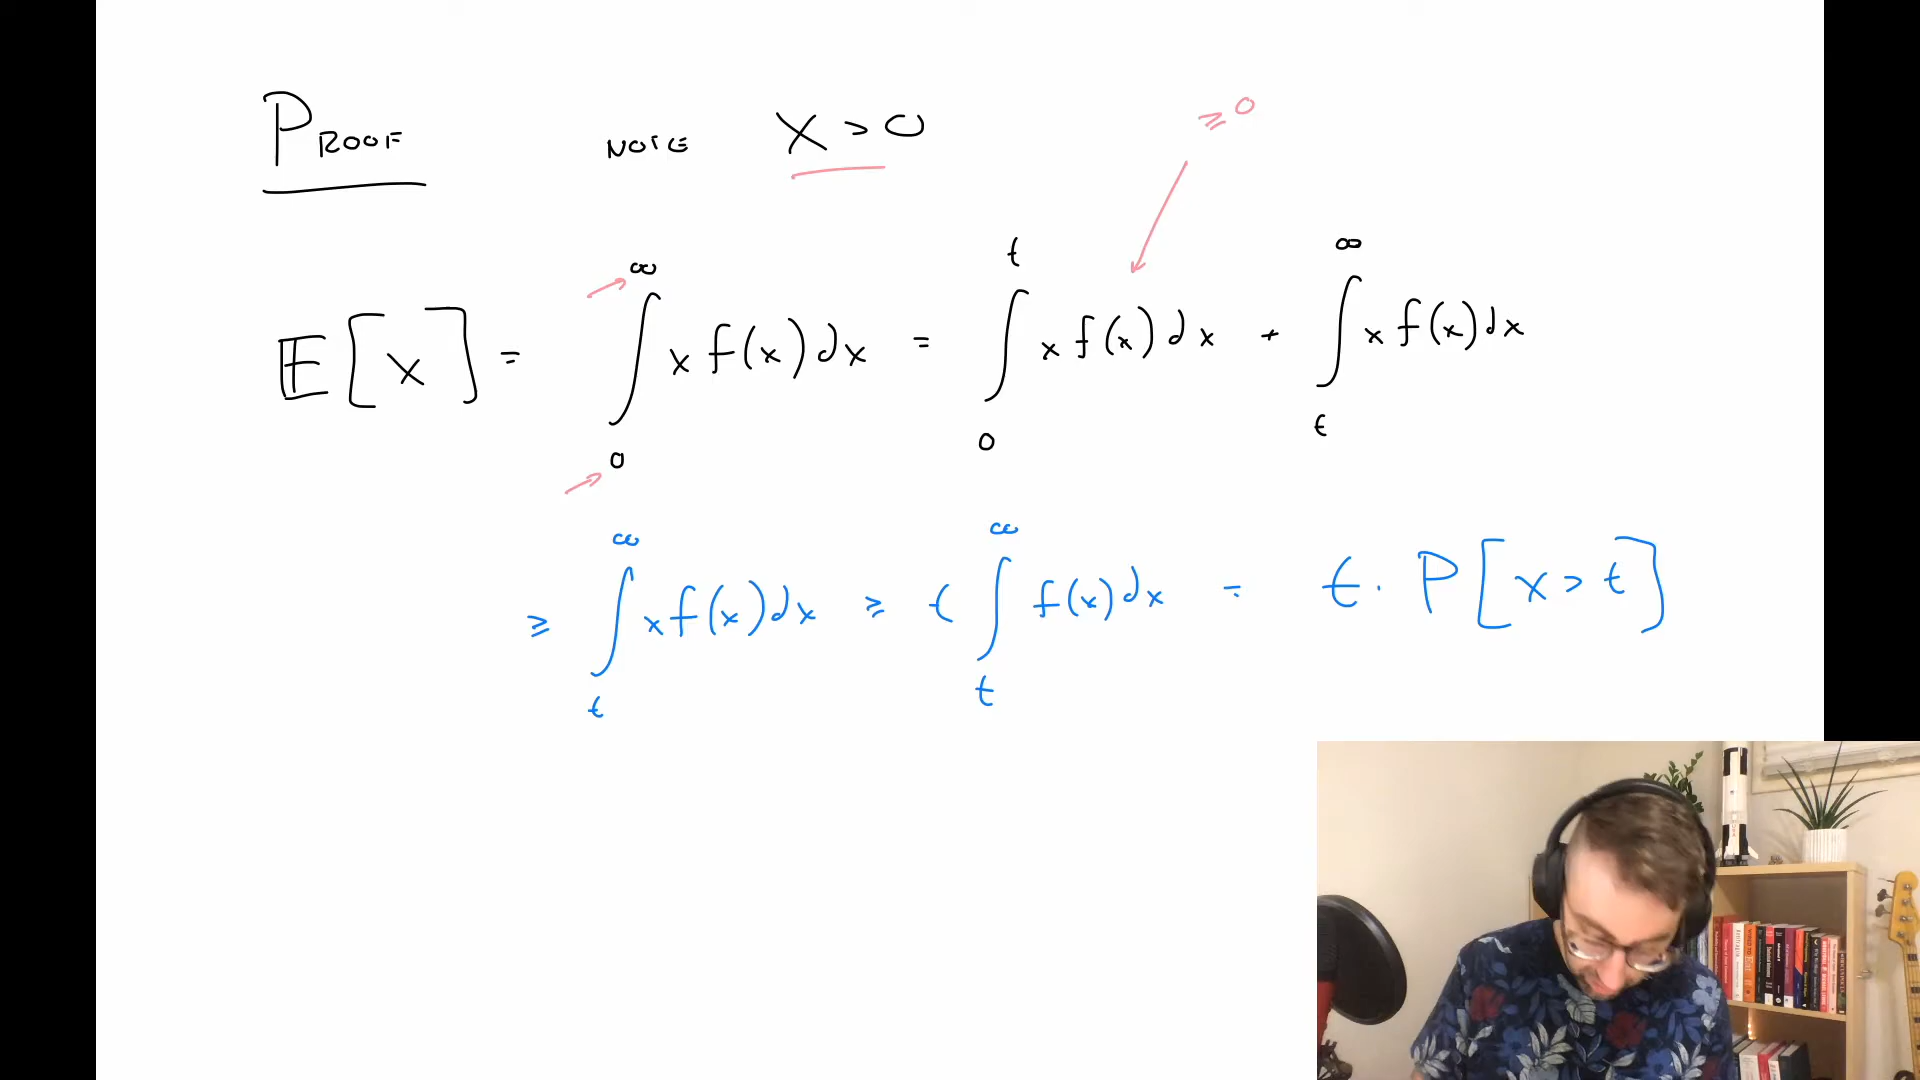 PROOF NOTE X > 0 ≥ 0
E[X] = ∫₀^∞ x f(x) dx = ∫₀^t x f(x) dx + ∫ₜ^∞ x f(x) dx
≥ ∫ₜ^∞ x f(x) dx ≥ t ∫ₜ^∞ f(x) dx = t · P[X > t]